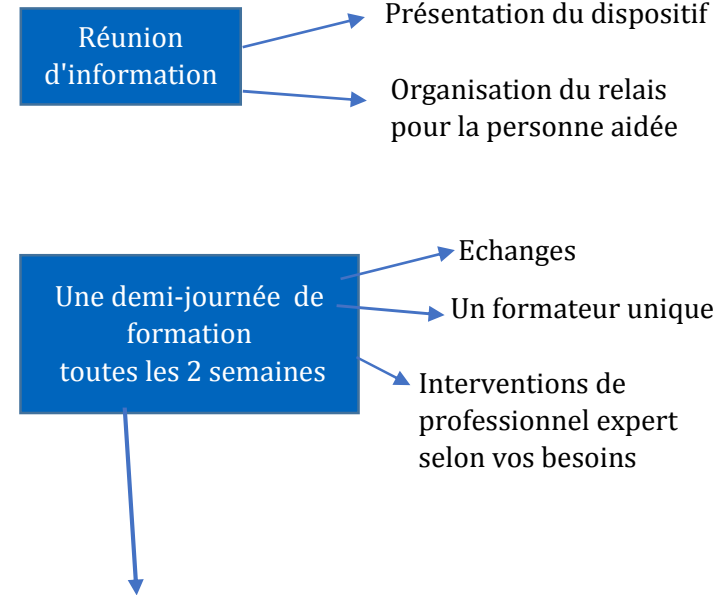 Présentation du dispositif
Réunion
d'information
Organisation du relais
pour la personne aidée
Echanges
Une demi-journée de
formation
toutes les 2 semaines
Un formateur unique
Interventions de
professionnel expert
selon vos besoins